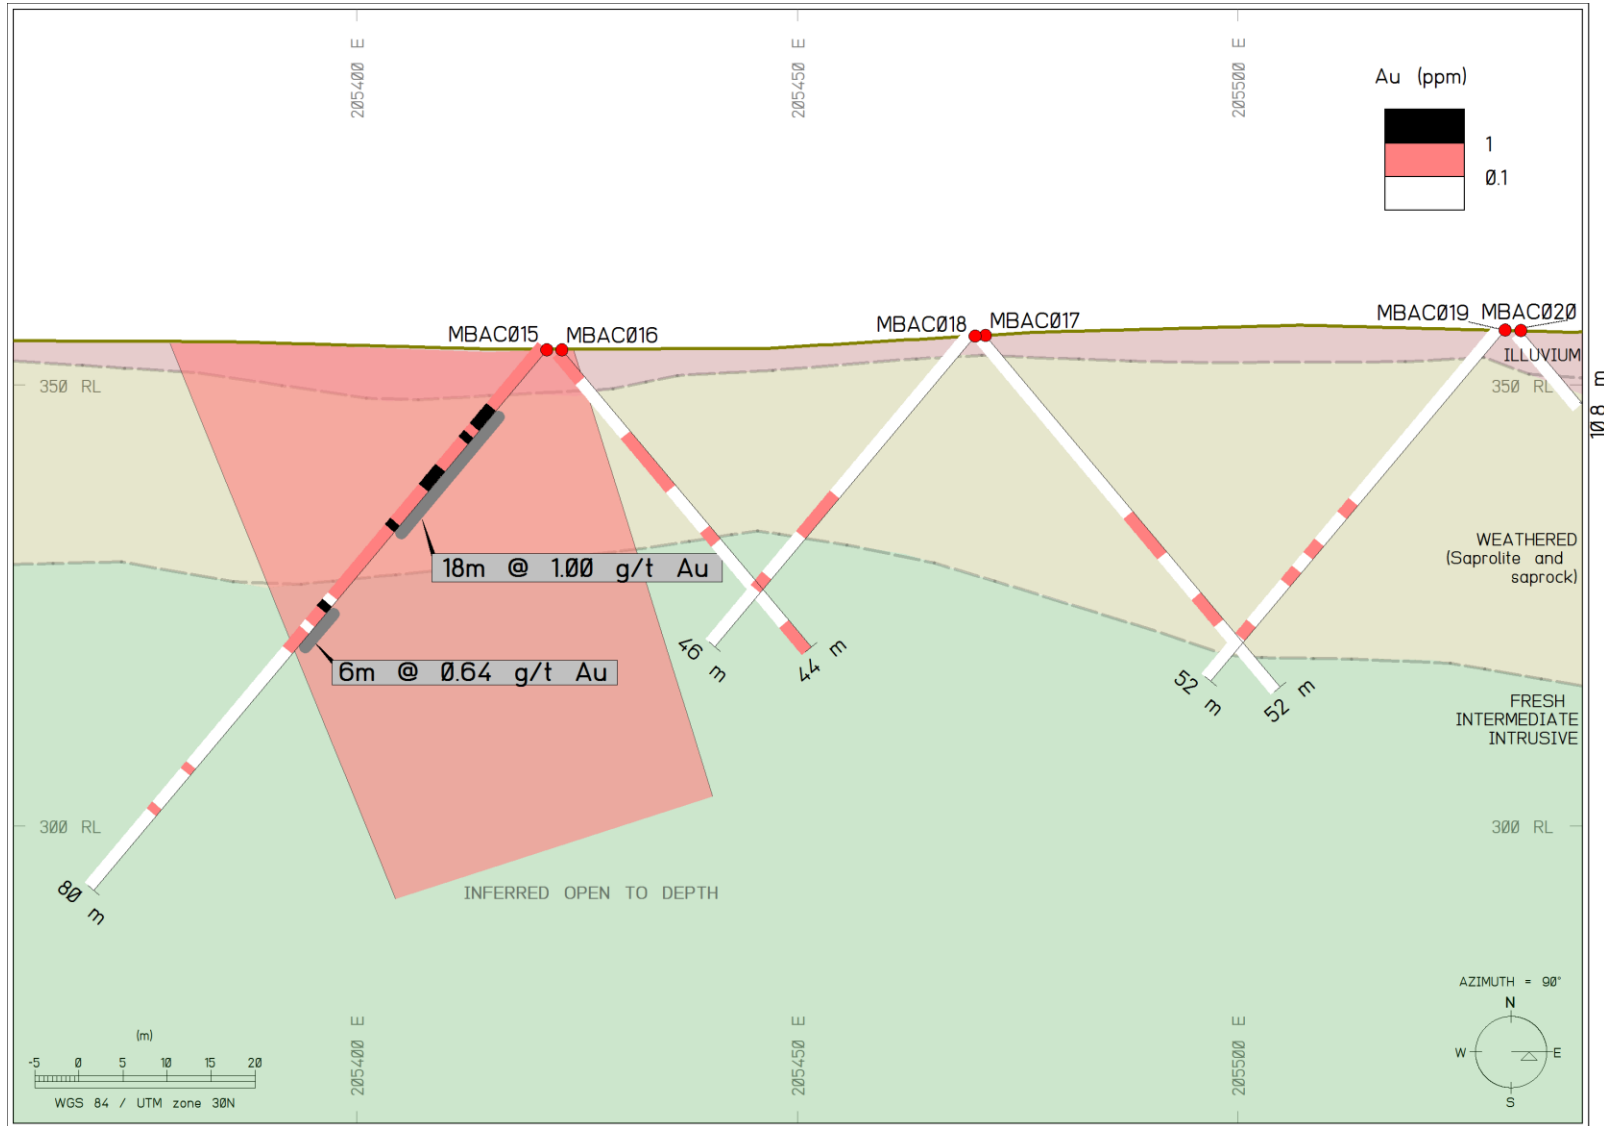 205400 E
205450 E
205500 E
Au (ppm)
1
0.1
MBAC015
MBAC016
MBAC018
MBAC017
MBAC019
MBAC020
ILLUVIUM
350 RL
350 RL
10.8 m
18m @ 1.00 g/t Au
WEATHERED
(Saprolite and
saprock)
6m @ 0.64 g/t Au
46 m
44 m
52 m
52 m
FRESH
INTERMEDIATE
INTRUSIVE
300 RL
300 RL
80 m
INFERRED OPEN TO DEPTH
AZIMUTH = 90°
N
W
E
S
205400 E
205450 E
205500 E
(m)
-5 0 5 10 15 20
WGS 84 / UTM zone 30N